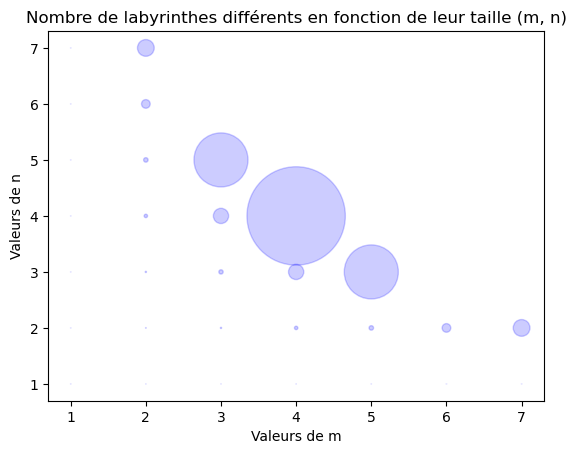 Nombre de labyrinthes différents en fonction de leur taille (m, n)
7
6
5
4
3
2
1
Valeurs de n
1 2 3 4 5 6 7
Valeurs de m